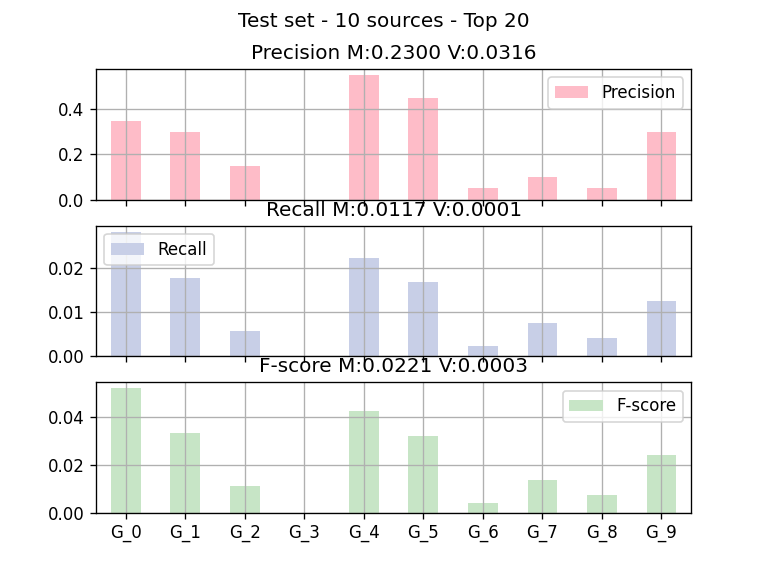 Test set - 10 sources - Top 20
Precision M:0.2300 V:0.0316
0.4
0.2
0.0
Precision
Recall M:0.0117 V:0.0001
0.02
0.01
0.00
Recall
F-score M:0.0221 V:0.0003
0.04
0.02
0.00
F-score
G_0 G_1 G_2 G_3 G_4 G_5 G_6 G_7 G_8 G_9